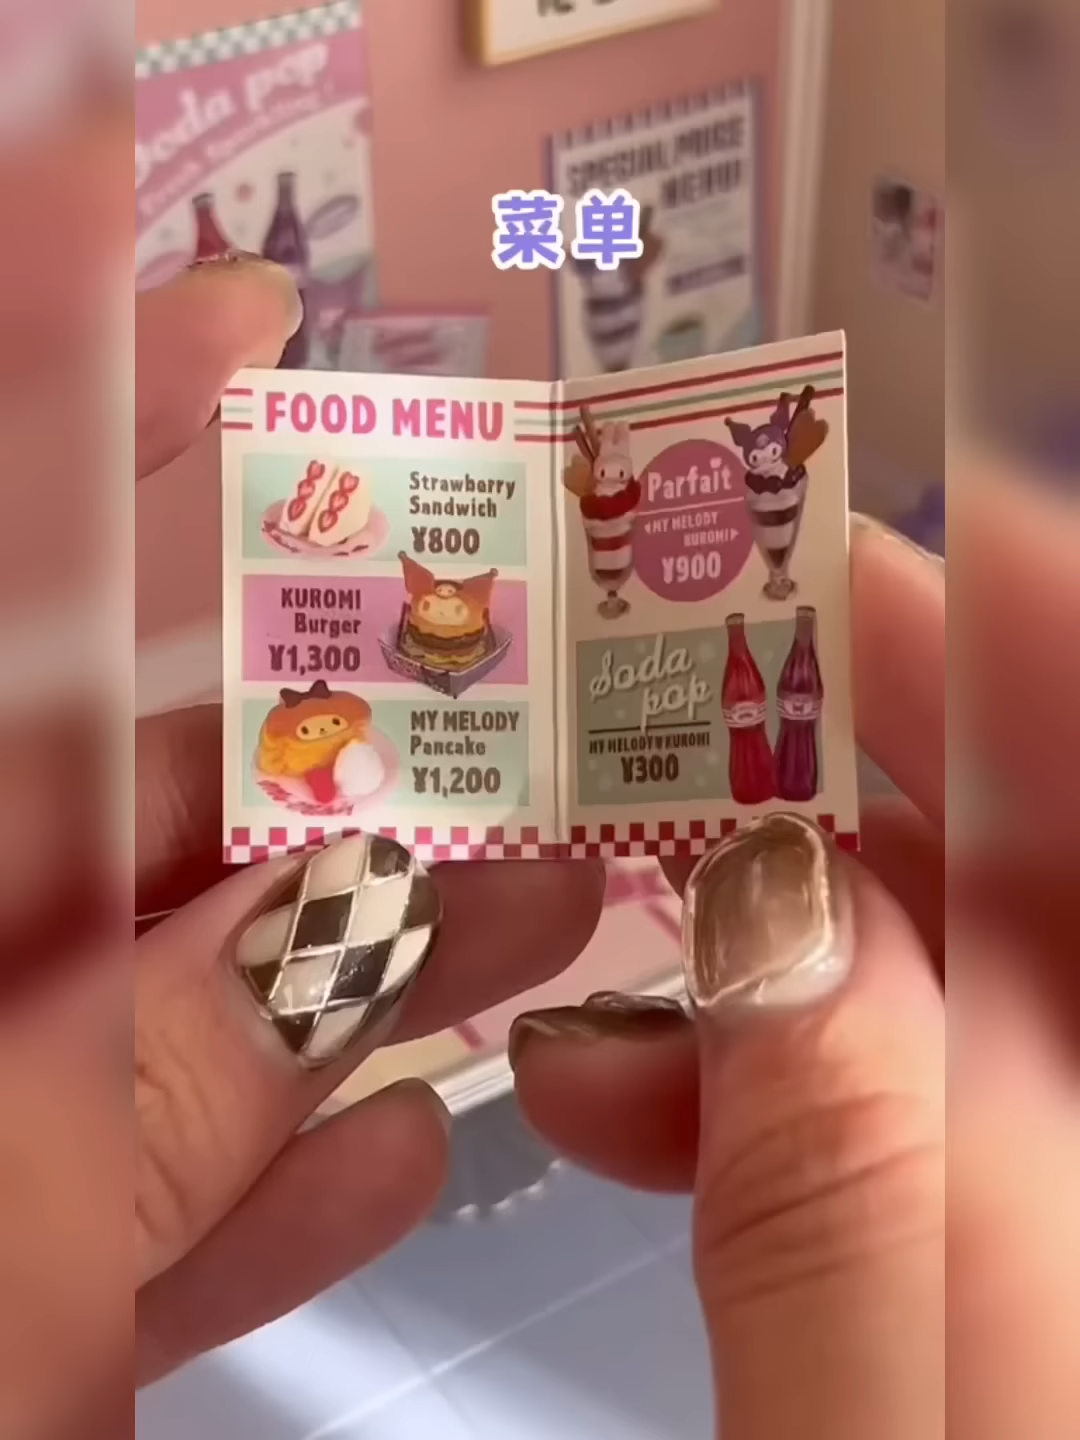 Soda pop
SPECIAL PRICE
MENU!
菜单
FOOD MENU
Strawberry
Sandwich
¥800
KUROMI
Burger
¥1,300
MY MELODY
Pancake
¥1,200
Parfait
MY MELODY
KUROMI
¥900
Soda
pop
MY MELODY♥KUROMI
¥300